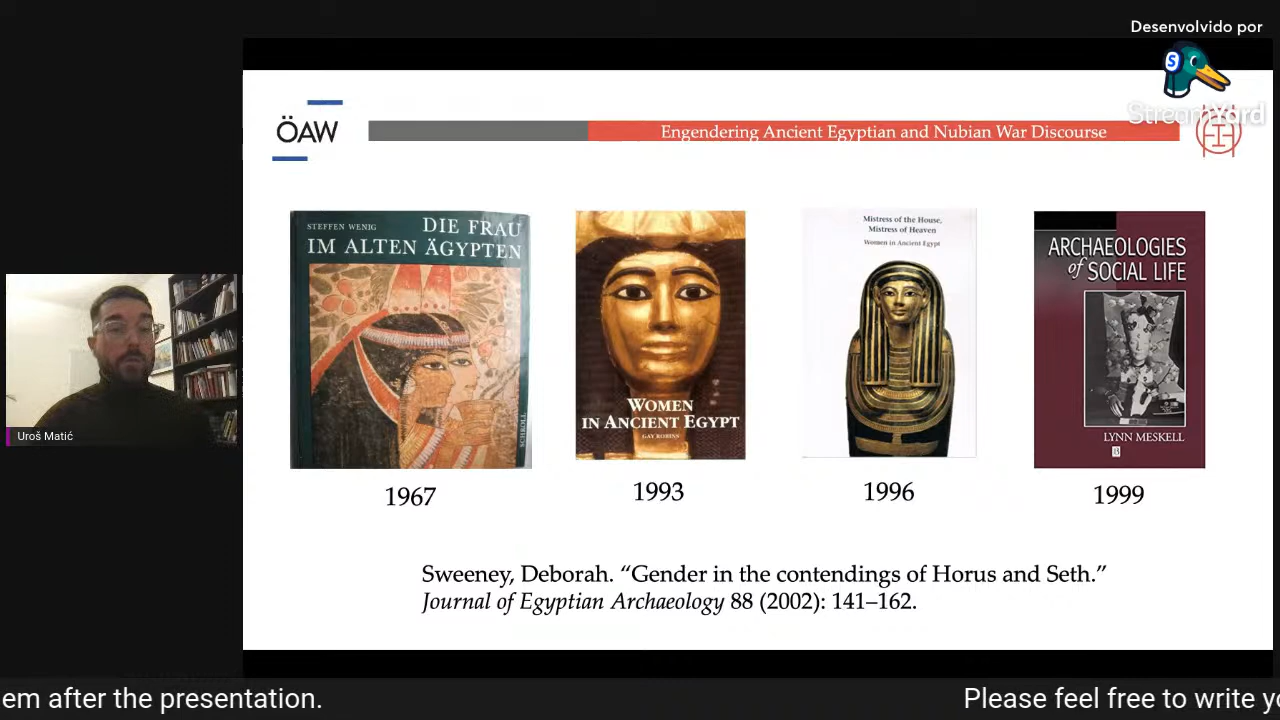 Desenvolvido por
StreamYard
ÖAW
Engendering Ancient Egyptian and Nubian War Discourse
STEFFEN WENIG
DIE FRAU
IM ALTEN ÄGYPTEN
SCHROLL
WOMEN
IN ANCIENT EGYPT
GAY ROBINS
Mistress of the House,
Mistress of Heaven
Women in Ancient Egypt
ARCHAEOLOGIES
of SOCIAL LIFE
LYNN MESKELL
B
1967
1993
1996
1999
Uroš Matić
Sweeney, Deborah. “Gender in the contendings of Horus and Seth.”
Journal of Egyptian Archaeology 88 (2002): 141–162.
em after the presentation.
Please feel free to write yo